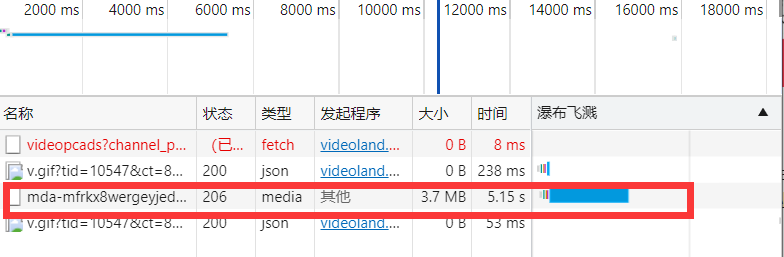 2000 ms 4000 ms 6000 ms 8000 ms 10000 ms 12000 ms 14000 ms 16000 ms 18000 ms
名称 状态 类型 发起程序 大小 时间 瀑布飞溅
videopcads?channel_p... (已... fetch videoland.... 0 B 8 ms
v.gif?tid=10547&ct=8... 200 json videoland.... 0 B 238 ms
mda-mfrkx8wergeyjed... 206 media 其他 3.7 MB 5.15 s
v.gif?tid=10547&ct=8... 200 json videoland.... 0 B 53 ms